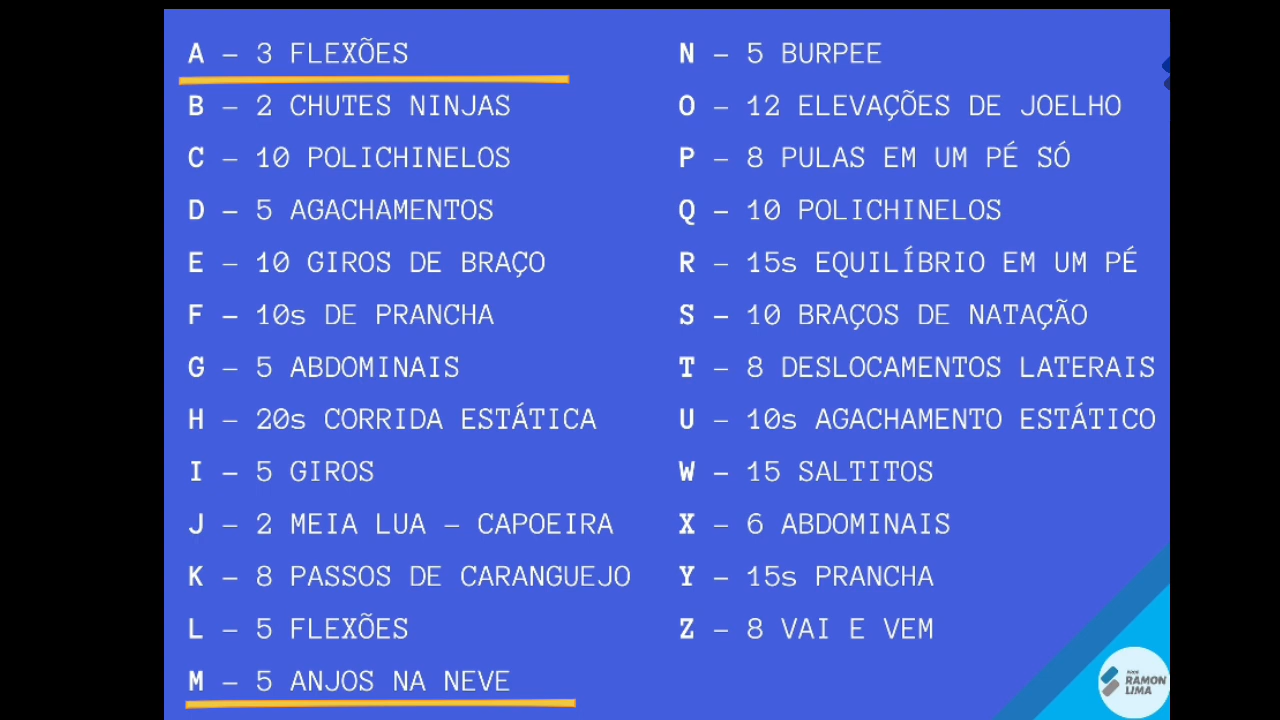 A – 3 FLEXÕES
B – 2 CHUTES NINJAS
C – 10 POLICHINELOS
D – 5 AGACHAMENTOS
E – 10 GIROS DE BRAÇO
F – 10s DE PRANCHA
G – 5 ABDOMINAIS
H – 20s CORRIDA ESTÁTICA
I – 5 GIROS
J – 2 MEIA LUA – CAPOEIRA
K – 8 PASSOS DE CARANGUEJO
L – 5 FLEXÕES
M – 5 ANJOS NA NEVE
N – 5 BURPEE
O – 12 ELEVAÇÕES DE JOELHO
P – 8 PULAS EM UM PÉ SÓ
Q – 10 POLICHINELOS
R – 15s EQUILÍBRIO EM UM PÉ
S – 10 BRAÇOS DE NATAÇÃO
T – 8 DESLOCAMENTOS LATERAIS
U – 10s AGACHAMENTO ESTÁTICO
W – 15 SALTITOS
X – 6 ABDOMINAIS
Y – 15s PRANCHA
Z – 8 VAI E VEM
RAMON
LIMA